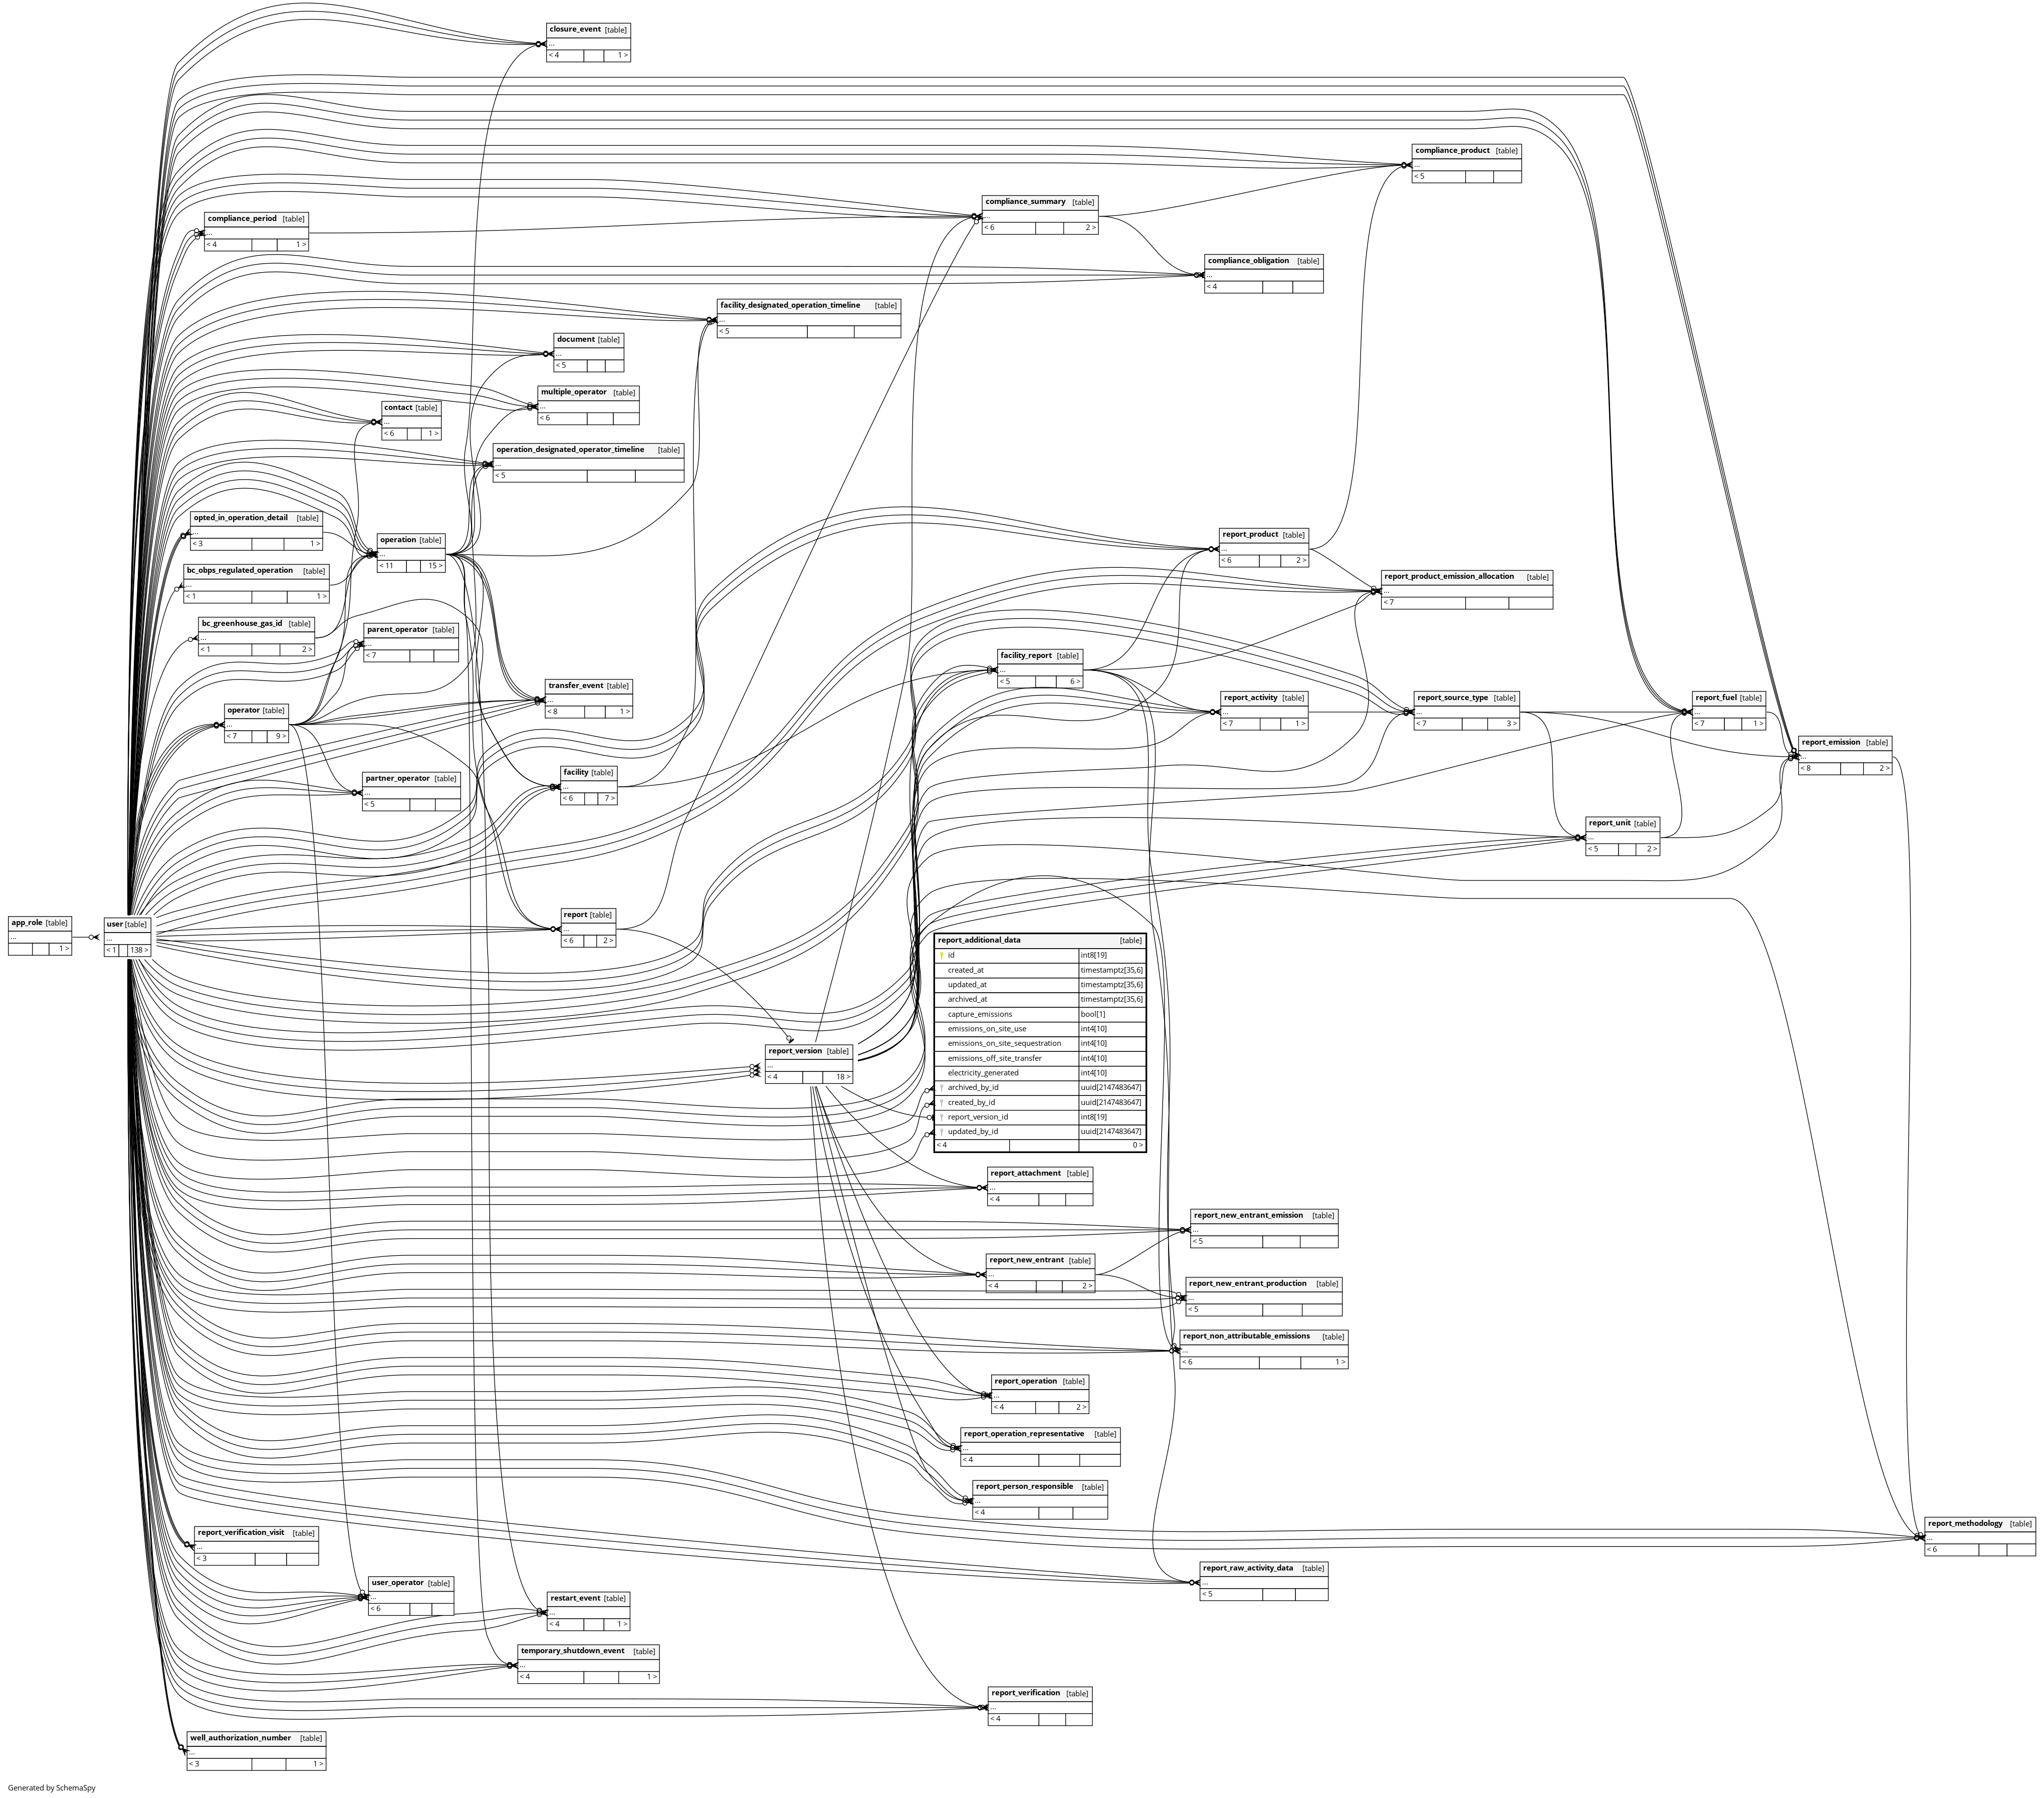 closure_event [table]
...
< 4 1 >
compliance_product [table]
...
< 5
compliance_summary [table]
...
< 6 2 >
compliance_period [table]
...
< 4 1 >
compliance_obligation [table]
...
< 4
facility_designated_operation_timeline [table]
...
< 5
document [table]
...
< 5
multiple_operator [table]
...
< 6
contact [table]
...
< 6 1 >
operation_designated_operator_timeline [table]
...
< 5
opted_in_operation_detail [table]
...
< 3 1 >
operation [table]
...
< 11 15 >
report_product [table]
...
< 6 2 >
bc_obps_regulated_operation [table]
...
< 1 1 >
report_product_emission_allocation [table]
...
< 7
bc_greenhouse_gas_id [table]
...
< 1 2 >
parent_operator [table]
...
< 7
facility_report [table]
...
< 5 6 >
transfer_event [table]
...
< 8 1 >
report_activity [table]
...
< 7 1 >
report_source_type [table]
...
< 7 3 >
report_fuel [table]
...
< 7 1 >
operator [table]
...
< 7 9 >
report_emission [table]
...
< 8 2 >
partner_operator [table]
...
< 5
facility [table]
...
< 6 7 >
report_unit [table]
...
< 5 2 >
app_role [table]
...
1 >
user [table]
...
< 1 138 >
report [table]
...
< 6 2 >
report_additional_data [table]
id int8[19]
created_at timestamptz[35,6]
updated_at timestamptz[35,6]
archived_at timestamptz[35,6]
capture_emissions bool[1]
emissions_on_site_use int4[10]
emissions_on_site_sequestration int4[10]
emissions_off_site_transfer int4[10]
electricity_generated int4[10]
archived_by_id uuid[2147483647]
created_by_id uuid[2147483647]
report_version_id int8[19]
updated_by_id uuid[2147483647]
< 4 0 >
report_version [table]
...
< 4 18 >
report_attachment [table]
...
< 4
report_new_entrant_emission [table]
...
< 5
report_new_entrant [table]
...
< 4 2 >
report_new_entrant_production [table]
...
< 5
report_non_attributable_emissions [table]
...
< 6 1 >
report_operation [table]
...
< 4 2 >
report_operation_representative [table]
...
< 4
report_person_responsible [table]
...
< 4
report_methodology [table]
...
< 6
report_verification_visit [table]
...
< 3
report_raw_activity_data [table]
...
< 5
user_operator [table]
...
< 6
restart_event [table]
...
< 4 1 >
temporary_shutdown_event [table]
...
< 4 1 >
report_verification [table]
...
< 4
well_authorization_number [table]
...
< 3 1 >
Generated by SchemaSpy